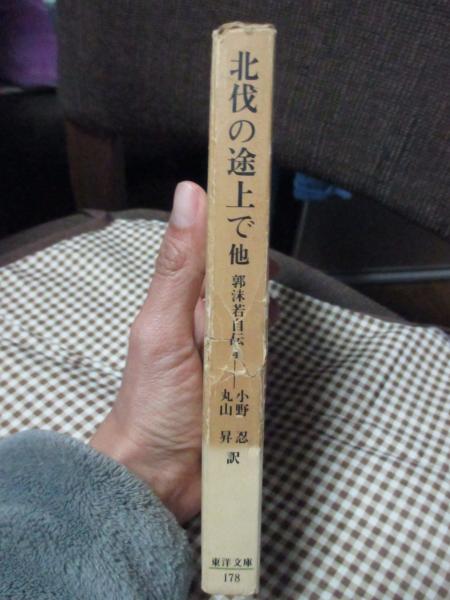 北伐の途上で 他
郭沫若自伝 4——
小野 忍
丸山 昇
訳
東洋文庫
178